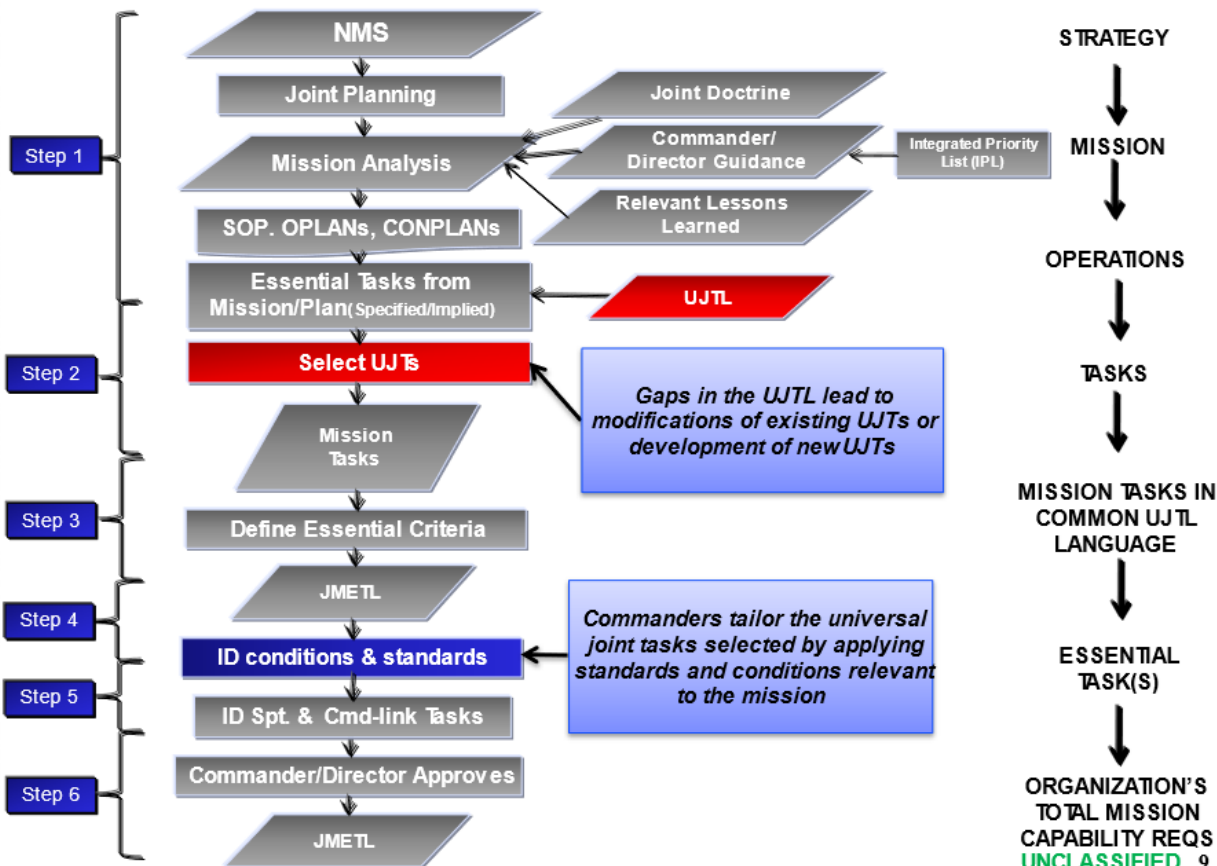 NMS
Joint Planning
Joint Doctrine
Step 1
Mission Analysis
Commander/
Director Guidance
Integrated Priority
List (IPL)
Relevant Lessons
Learned
SOP. OPLANs, CONPLANs
Essential Tasks from
Mission/Plan(Specified/Implied)
UJTL
Step 2
Select UJTs
Gaps in the UJTL lead to
modifications of existing UJTs or
development of new UJTs
Mission
Tasks
Step 3
Define Essential Criteria
JMETL
Step 4
ID conditions & standards
Commanders tailor the universal
joint tasks selected by applying
standards and conditions relevant
to the mission
Step 5
ID Spt. & Cmd-link Tasks
Step 6
Commander/Director Approves
JMETL
STRATEGY
MISSION
OPERATIONS
TASKS
MISSION TASKS IN
COMMON UJTL
LANGUAGE
ESSENTIAL
TASK(S)
ORGANIZATION'S
TOTAL MISSION
CAPABILITY REQS
UNCLASSIFIED 9